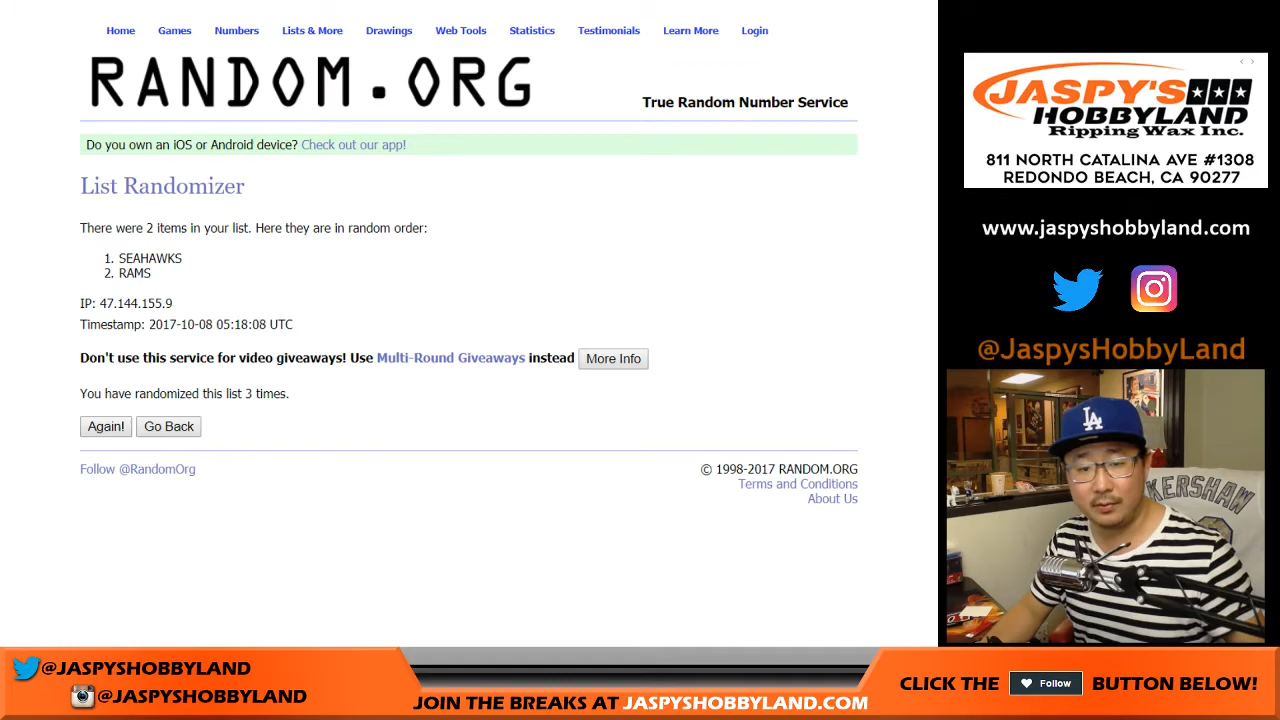 Home Games Numbers Lists & More Drawings Web Tools Statistics Testimonials Learn More Login
RANDOM.ORG
True Random Number Service
Do you own an iOS or Android device? Check out our app!
List Randomizer
There were 2 items in your list. Here they are in random order:
1. SEAHAWKS
2. RAMS
IP: 47.144.155.9
Timestamp: 2017-10-08 05:18:08 UTC
Don't use this service for video giveaways! Use Multi-Round Giveaways instead More Info
You have randomized this list 3 times.
Again! Go Back
Follow @RandomOrg
© 1998-2017 RANDOM.ORG
Terms and Conditions
About Us
JASPY'S
HOBBYLAND
Ripping Wax Inc.
811 NORTH CATALINA AVE #1308
REDONDO BEACH, CA 90277
www.jaspyshobbyland.com
@JaspysHobbyLand
LA
KERSHAW
@JASPYSHOBBYLAND
@JASPYSHOBBYLAND
JOIN THE BREAKS AT JASPYSHOBBYLAND.COM
CLICK THE Follow BUTTON BELOW!